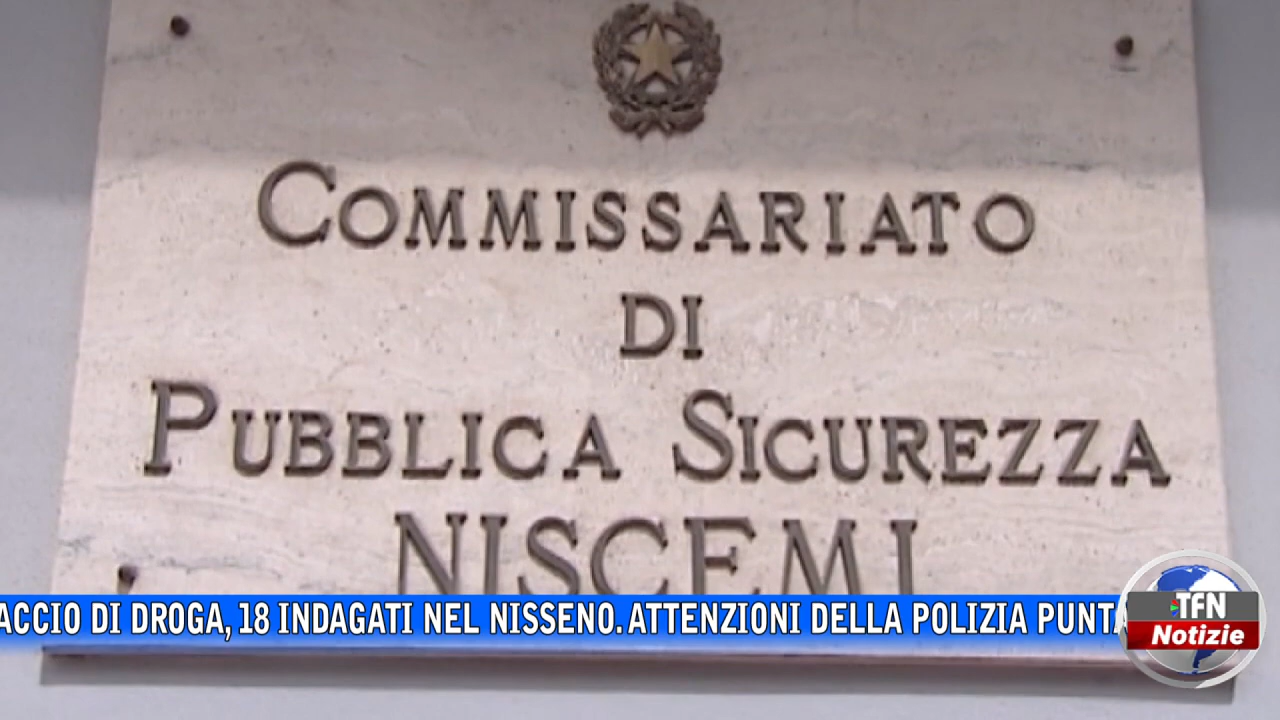 COMMISSARIATO
DI
PUBBLICA SICUREZZA
NISCEMI
ACCIO DI DROGA, 18 INDAGATI NEL NISSENO. ATTENZIONI DELLA POLIZIA PUNTA
TFN
Notizie